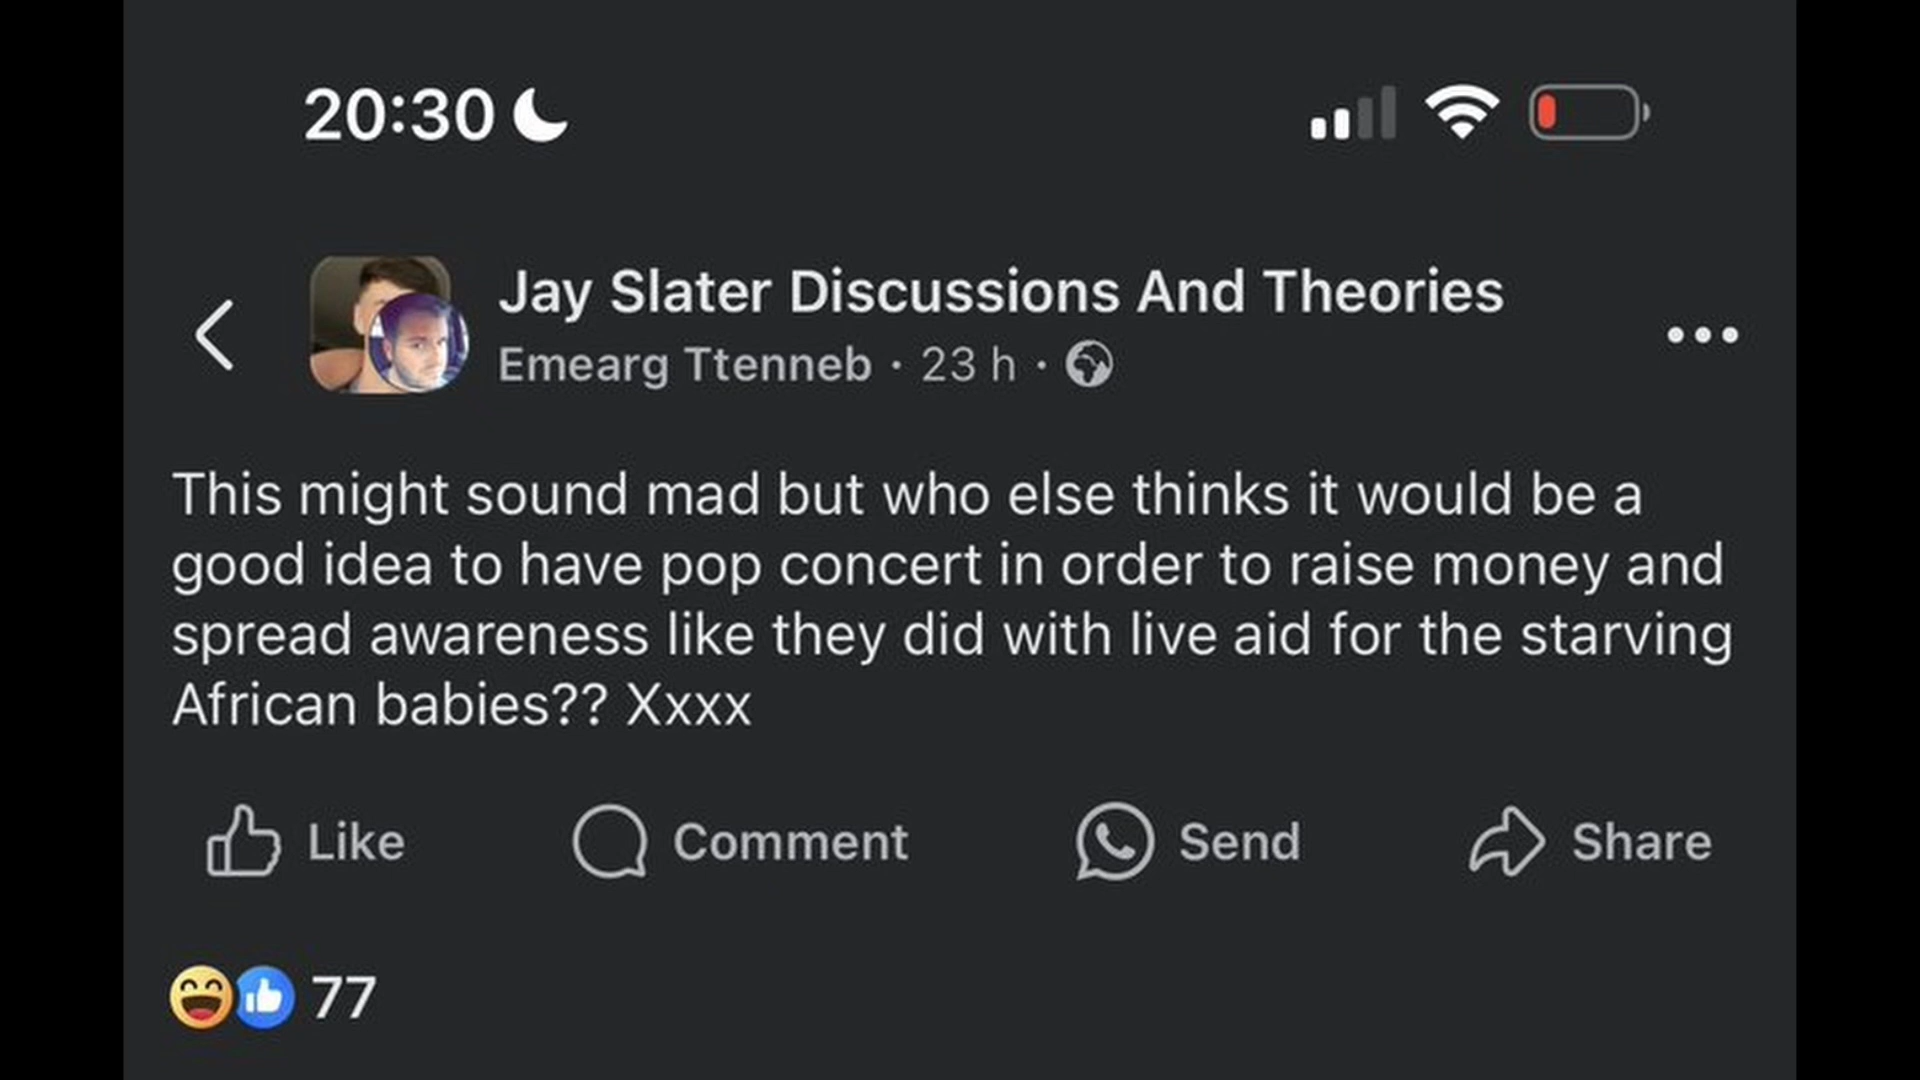 20:30
Jay Slater Discussions And Theories
Emearg Ttenneb · 23 h ·
This might sound mad but who else thinks it would be a
good idea to have pop concert in order to raise money and
spread awareness like they did with live aid for the starving
African babies?? Xxxx
Like Comment Send Share
77